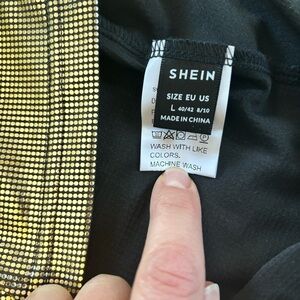 SHEIN
SIZE EU US
L 40/42 8/10
MADE IN CHINA
WASH WITH LIKE
COLORS.
MACHINE WASH